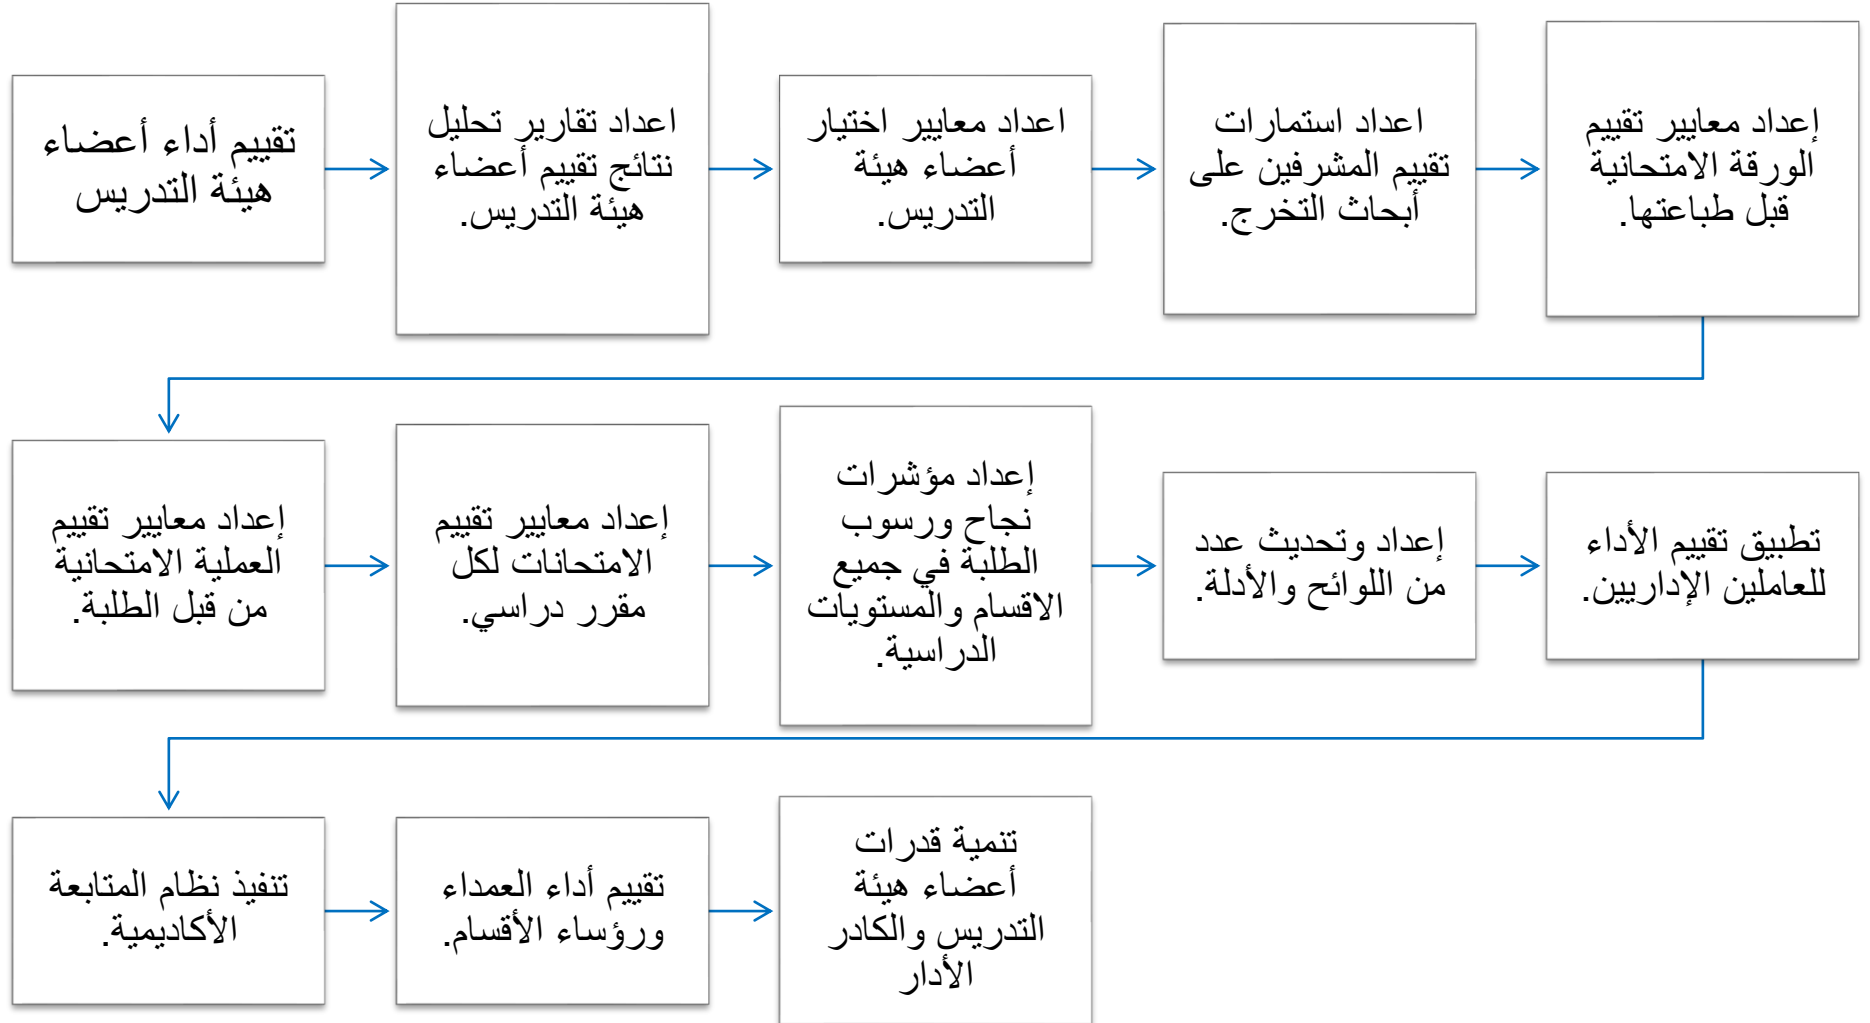 تقييم أداء أعضاء
هيئة التدريس
اعداد تقارير تحليل
نتائج تقييم أعضاء
هيئة التدريس.
اعداد معايير اختيار
أعضاء هيئة
التدريس.
اعداد استمارات
تقييم المشرفين على
أبحاث التخرج.
إعداد معايير تقييم
الورقة الامتحانية
قبل طباعتها.
إعداد معايير تقييم
العملية الامتحانية
من قبل الطلبة.
إعداد معايير تقييم
الامتحانات لكل
مقرر دراسي.
إعداد مؤشرات
نجاح ورسوب
الطلبة في جميع
الاقسام والمستويات
الدراسية.
إعداد وتحديث عدد
من اللوائح والأدلة.
تطبيق تقييم الأداء
للعاملين الإداريين.
تنفيذ نظام المتابعة
الأكاديمية.
تقييم أداء العمداء
ورؤساء الأقسام.
تنمية قدرات
أعضاء هيئة
التدريس والكادر
الأدار